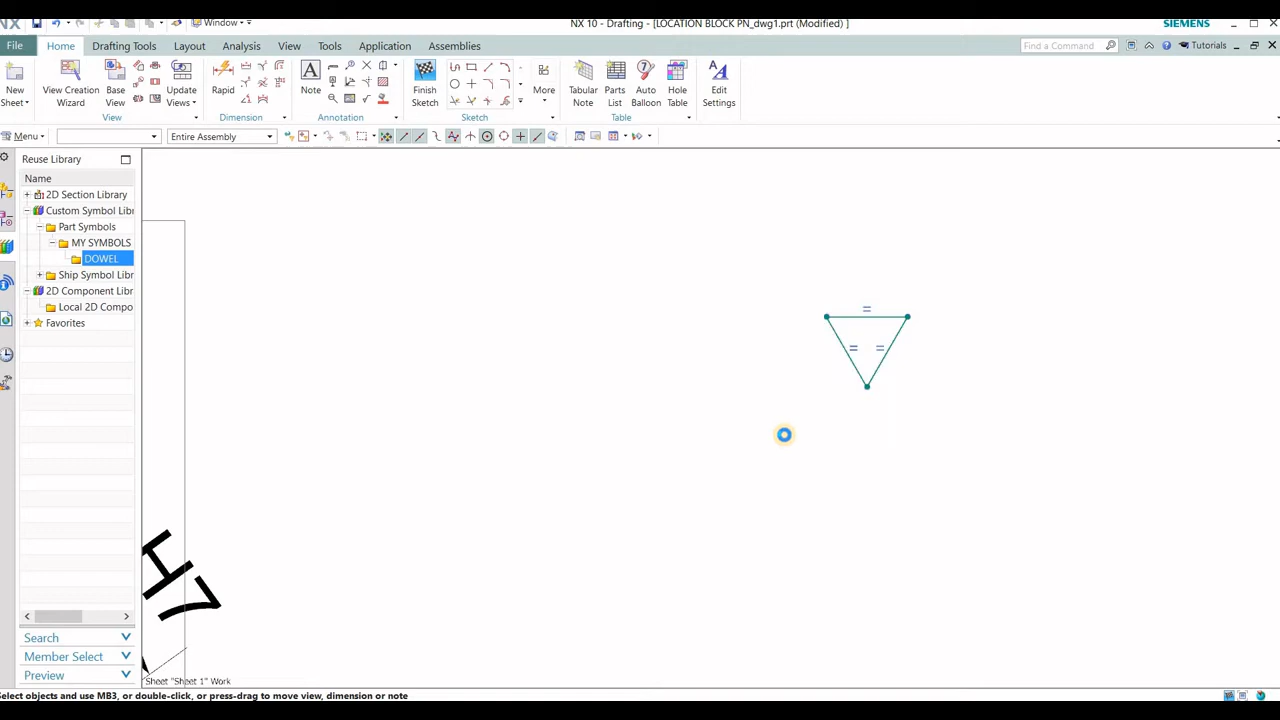 NX
Window
NX 10 - Drafting - [LOCATION BLOCK PN_dwg1.prt (Modified) ]
SIEMENS
File Home Drafting Tools Layout Analysis View Tools Application Assemblies
Find a Command
Tutorials
New Sheet
View Creation Wizard
Base View
Update Views
Rapid
A
Note
Finish Sketch
More
Tabular Note
Parts List
Auto Balloon
Hole Table
A
Edit Settings
View Dimension Annotation Sketch Table
Menu
Entire Assembly
Reuse Library
Name
2D Section Library
Custom Symbol Libr
Part Symbols
MY SYMBOLS
DOWEL
Ship Symbol Libr
2D Component Libr
Local 2D Compo
Favorites
H7
Search
Member Select
Preview
Sheet "Sheet 1" Work
Select objects and use MB3, or double-click, or press-drag to move view, dimension or note